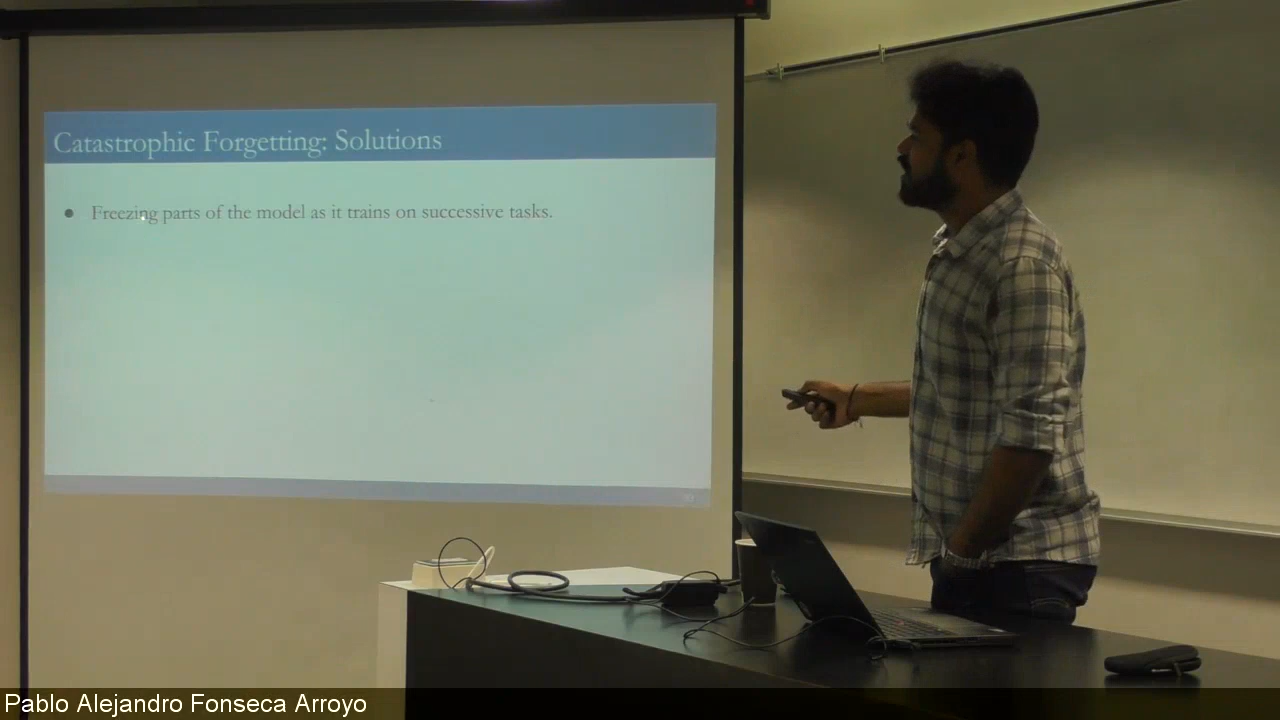 Catastrophic Forgetting: Solutions
● Freezing parts of the model as it trains on successive tasks.
Pablo Alejandro Fonseca Arroyo